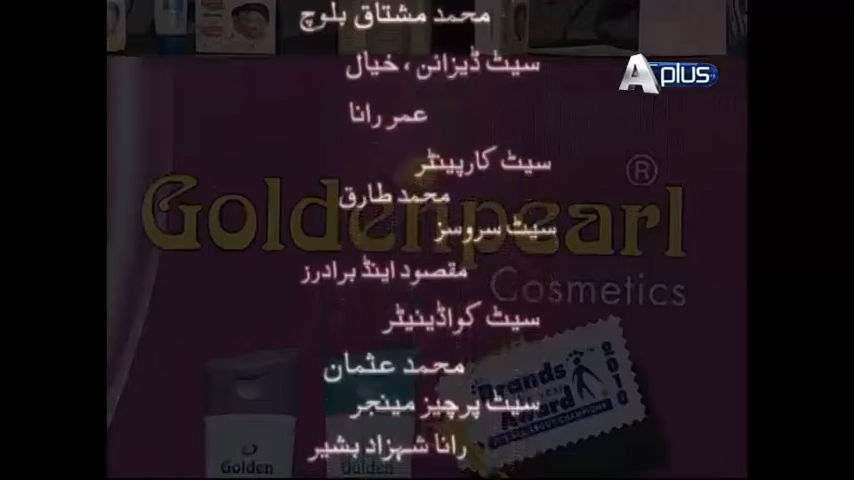 محمد مشتاق بلوچ
سیٹ ڈیزائن ، خیال
عمر رانا
سیٹ کارپینٹر
محمد طارق
سیٹ سروسز
مقصود اینڈ برادرز
سیٹ کواڈینیٹر
محمد عثمان
سیٹ پرچیز مینجر
رانا شہزاد بشیر
Aplus
Goldenpearl ®
Cosmetics
Brands
Award
2010
Golden
Golden